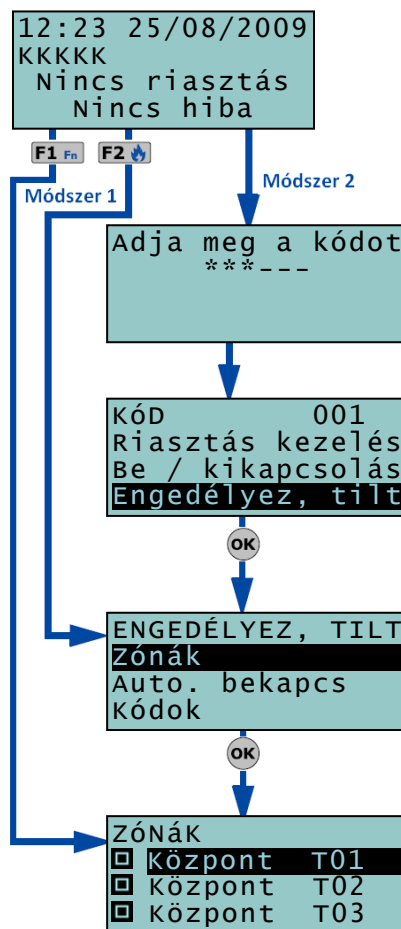 12:23 25/08/2009
KKKKK
Nincs riasztás
Nincs hiba
F1 Fn F2
Módszer 1
Módszer 2
Adja meg a kódot
***---
KóD 001
Riasztás kezelés
Be / kikapcsolás
Engedélyez, tilt
OK
ENGEDÉLYEZ, TILT
Zónák
Auto. bekapcs
Kódok
OK
ZóNáK
Központ T01
Központ T02
Központ T03